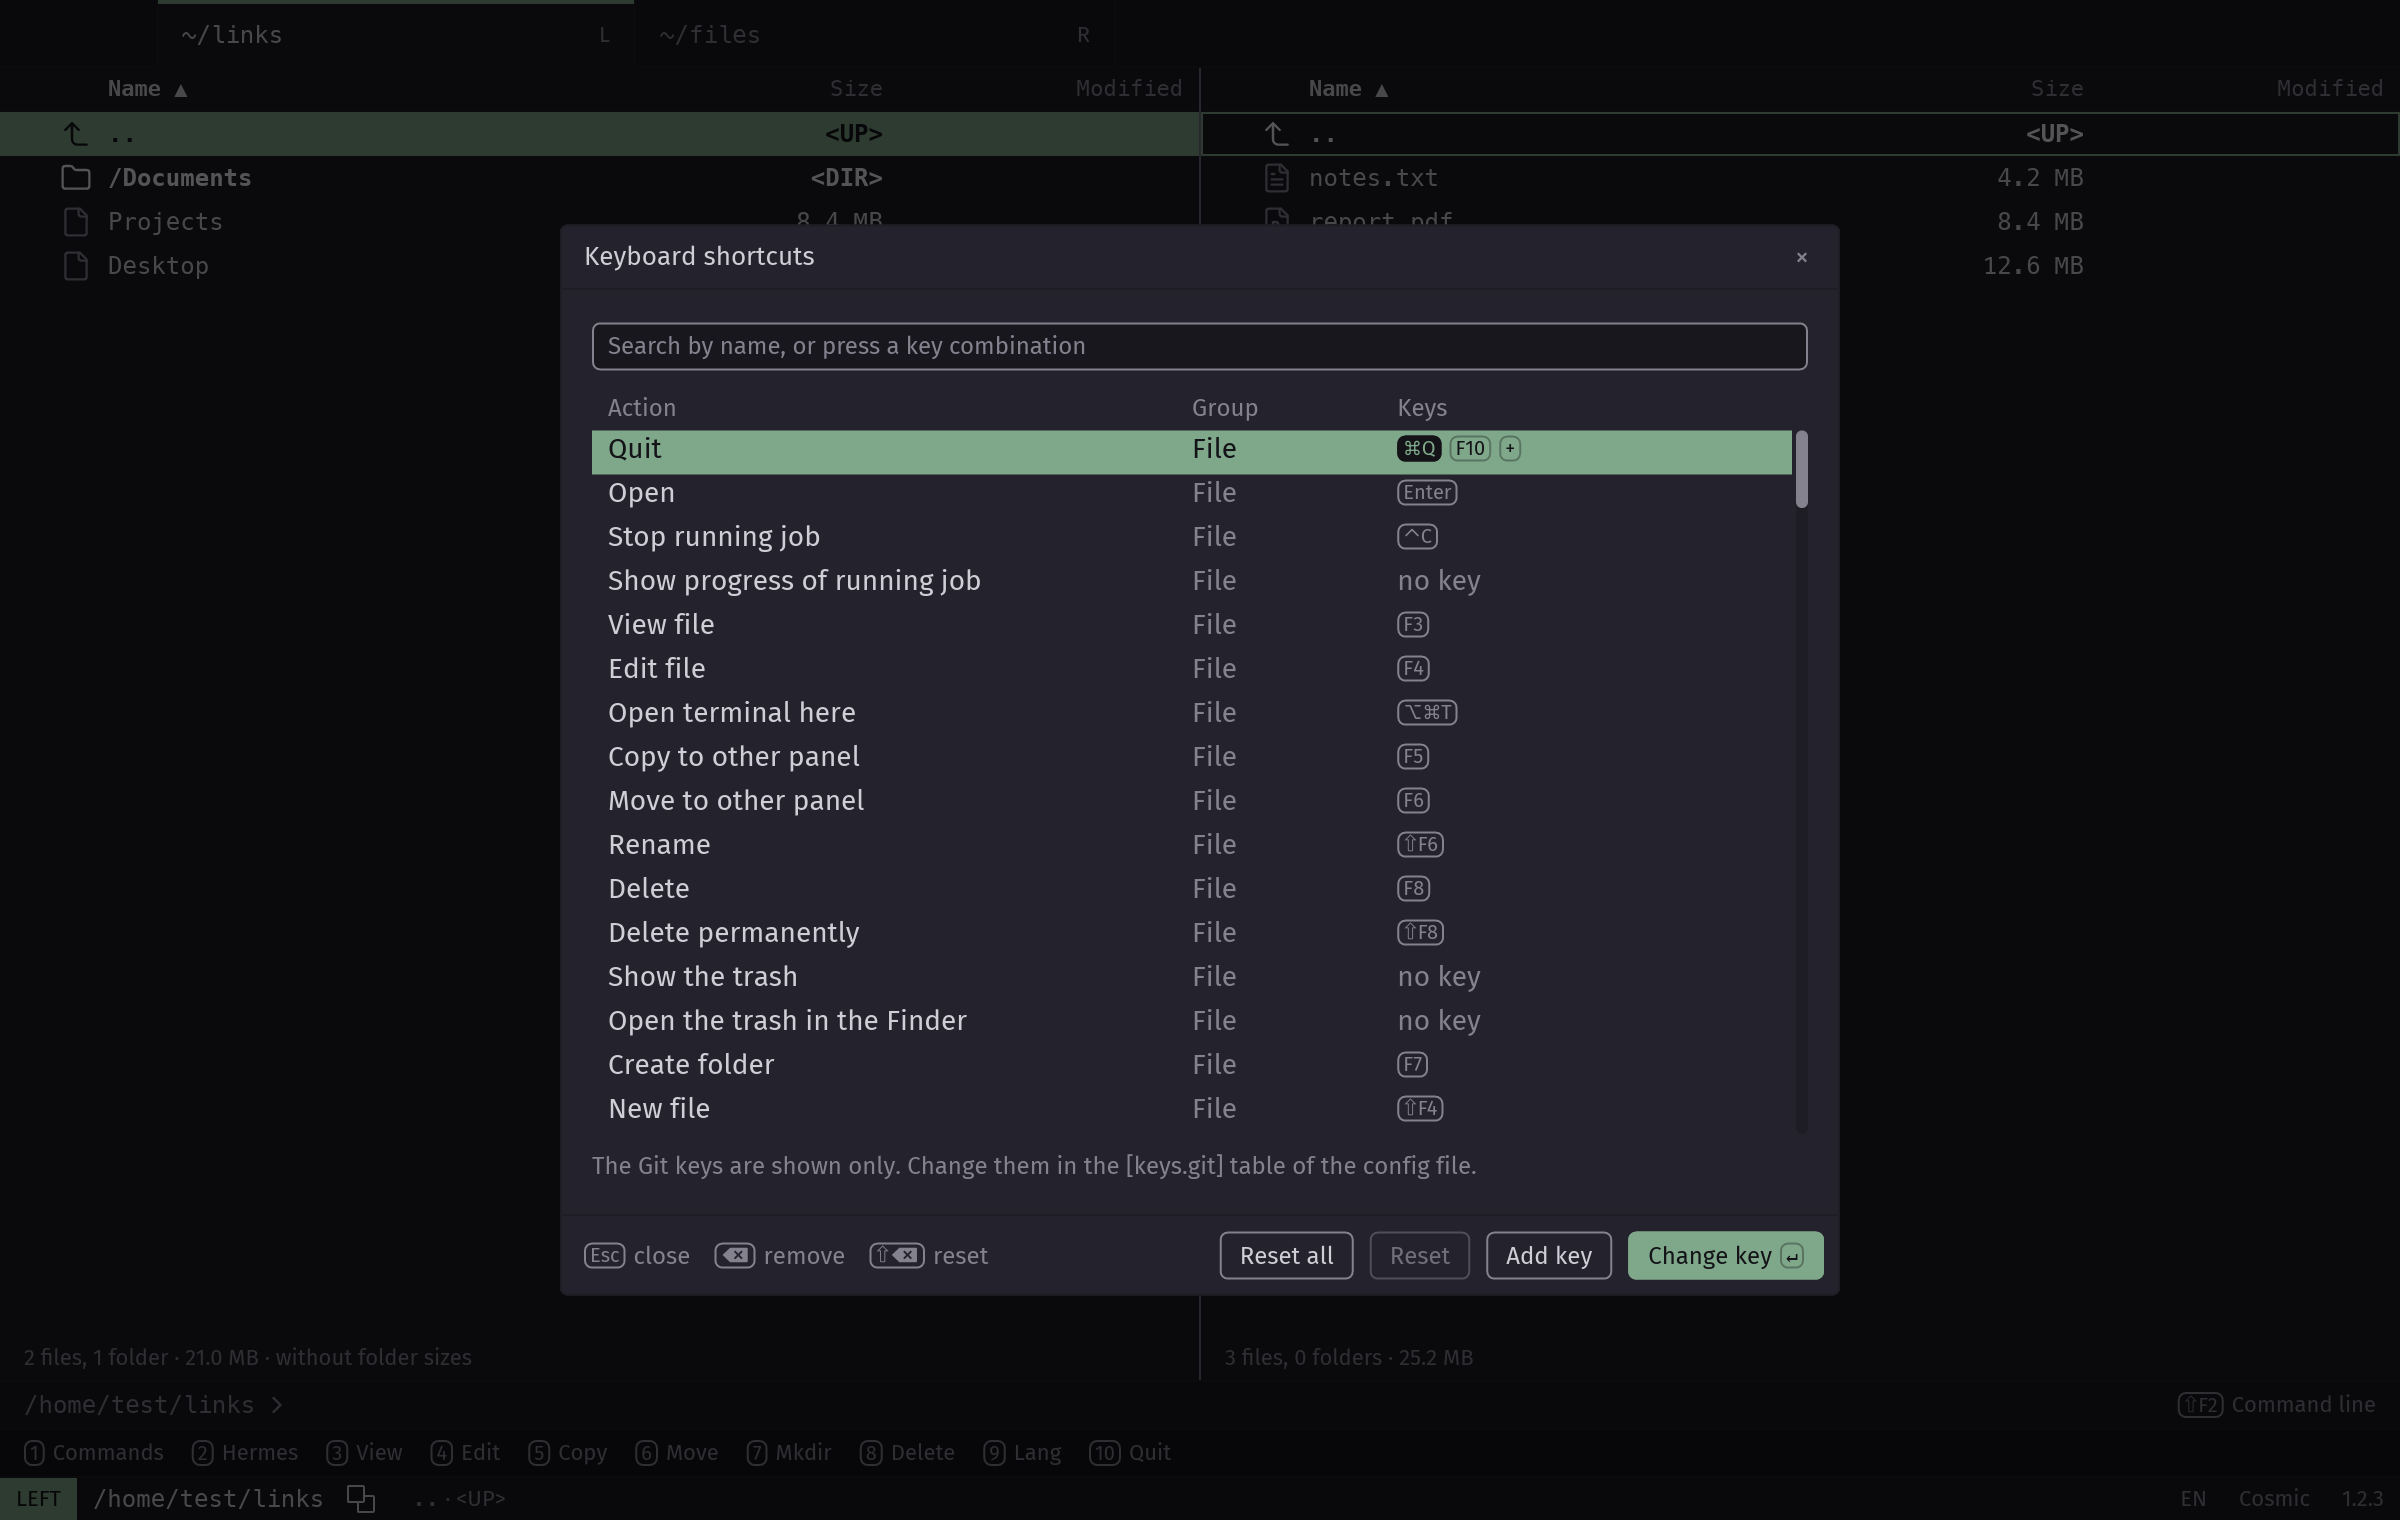 ~/links L ~/files R
Name ▲ Size Modified Name ▲ Size Modified
.. <UP> .. <UP>
/Documents <DIR> notes.txt 4.2 MB
Projects 8.4 MB report.pdf 8.4 MB
Desktop 12.6 MB
Keyboard shortcuts ×
Search by name, or press a key combination
Action Group Keys
Quit File ⌘Q F10 +
Open File Enter
Stop running job File ^C
Show progress of running job File no key
View file File F3
Edit file File F4
Open terminal here File ⌥⌘T
Copy to other panel File F5
Move to other panel File F6
Rename File ⇧F6
Delete File F8
Delete permanently File ⇧F8
Show the trash File no key
Open the trash in the Finder File no key
Create folder File F7
New file File ⇧F4
The Git keys are shown only. Change them in the [keys.git] table of the config file.
Esc close ⌫ remove ⇧⌫ reset Reset all Reset Add key Change key ↵
2 files, 1 folder · 21.0 MB · without folder sizes 3 files, 0 folders · 25.2 MB
/home/test/links > ⇧F2 Command line
1 Commands 2 Hermes 3 View 4 Edit 5 Copy 6 Move 7 Mkdir 8 Delete 9 Lang 10 Quit
LEFT /home/test/links .. · <UP> EN Cosmic 1.2.3